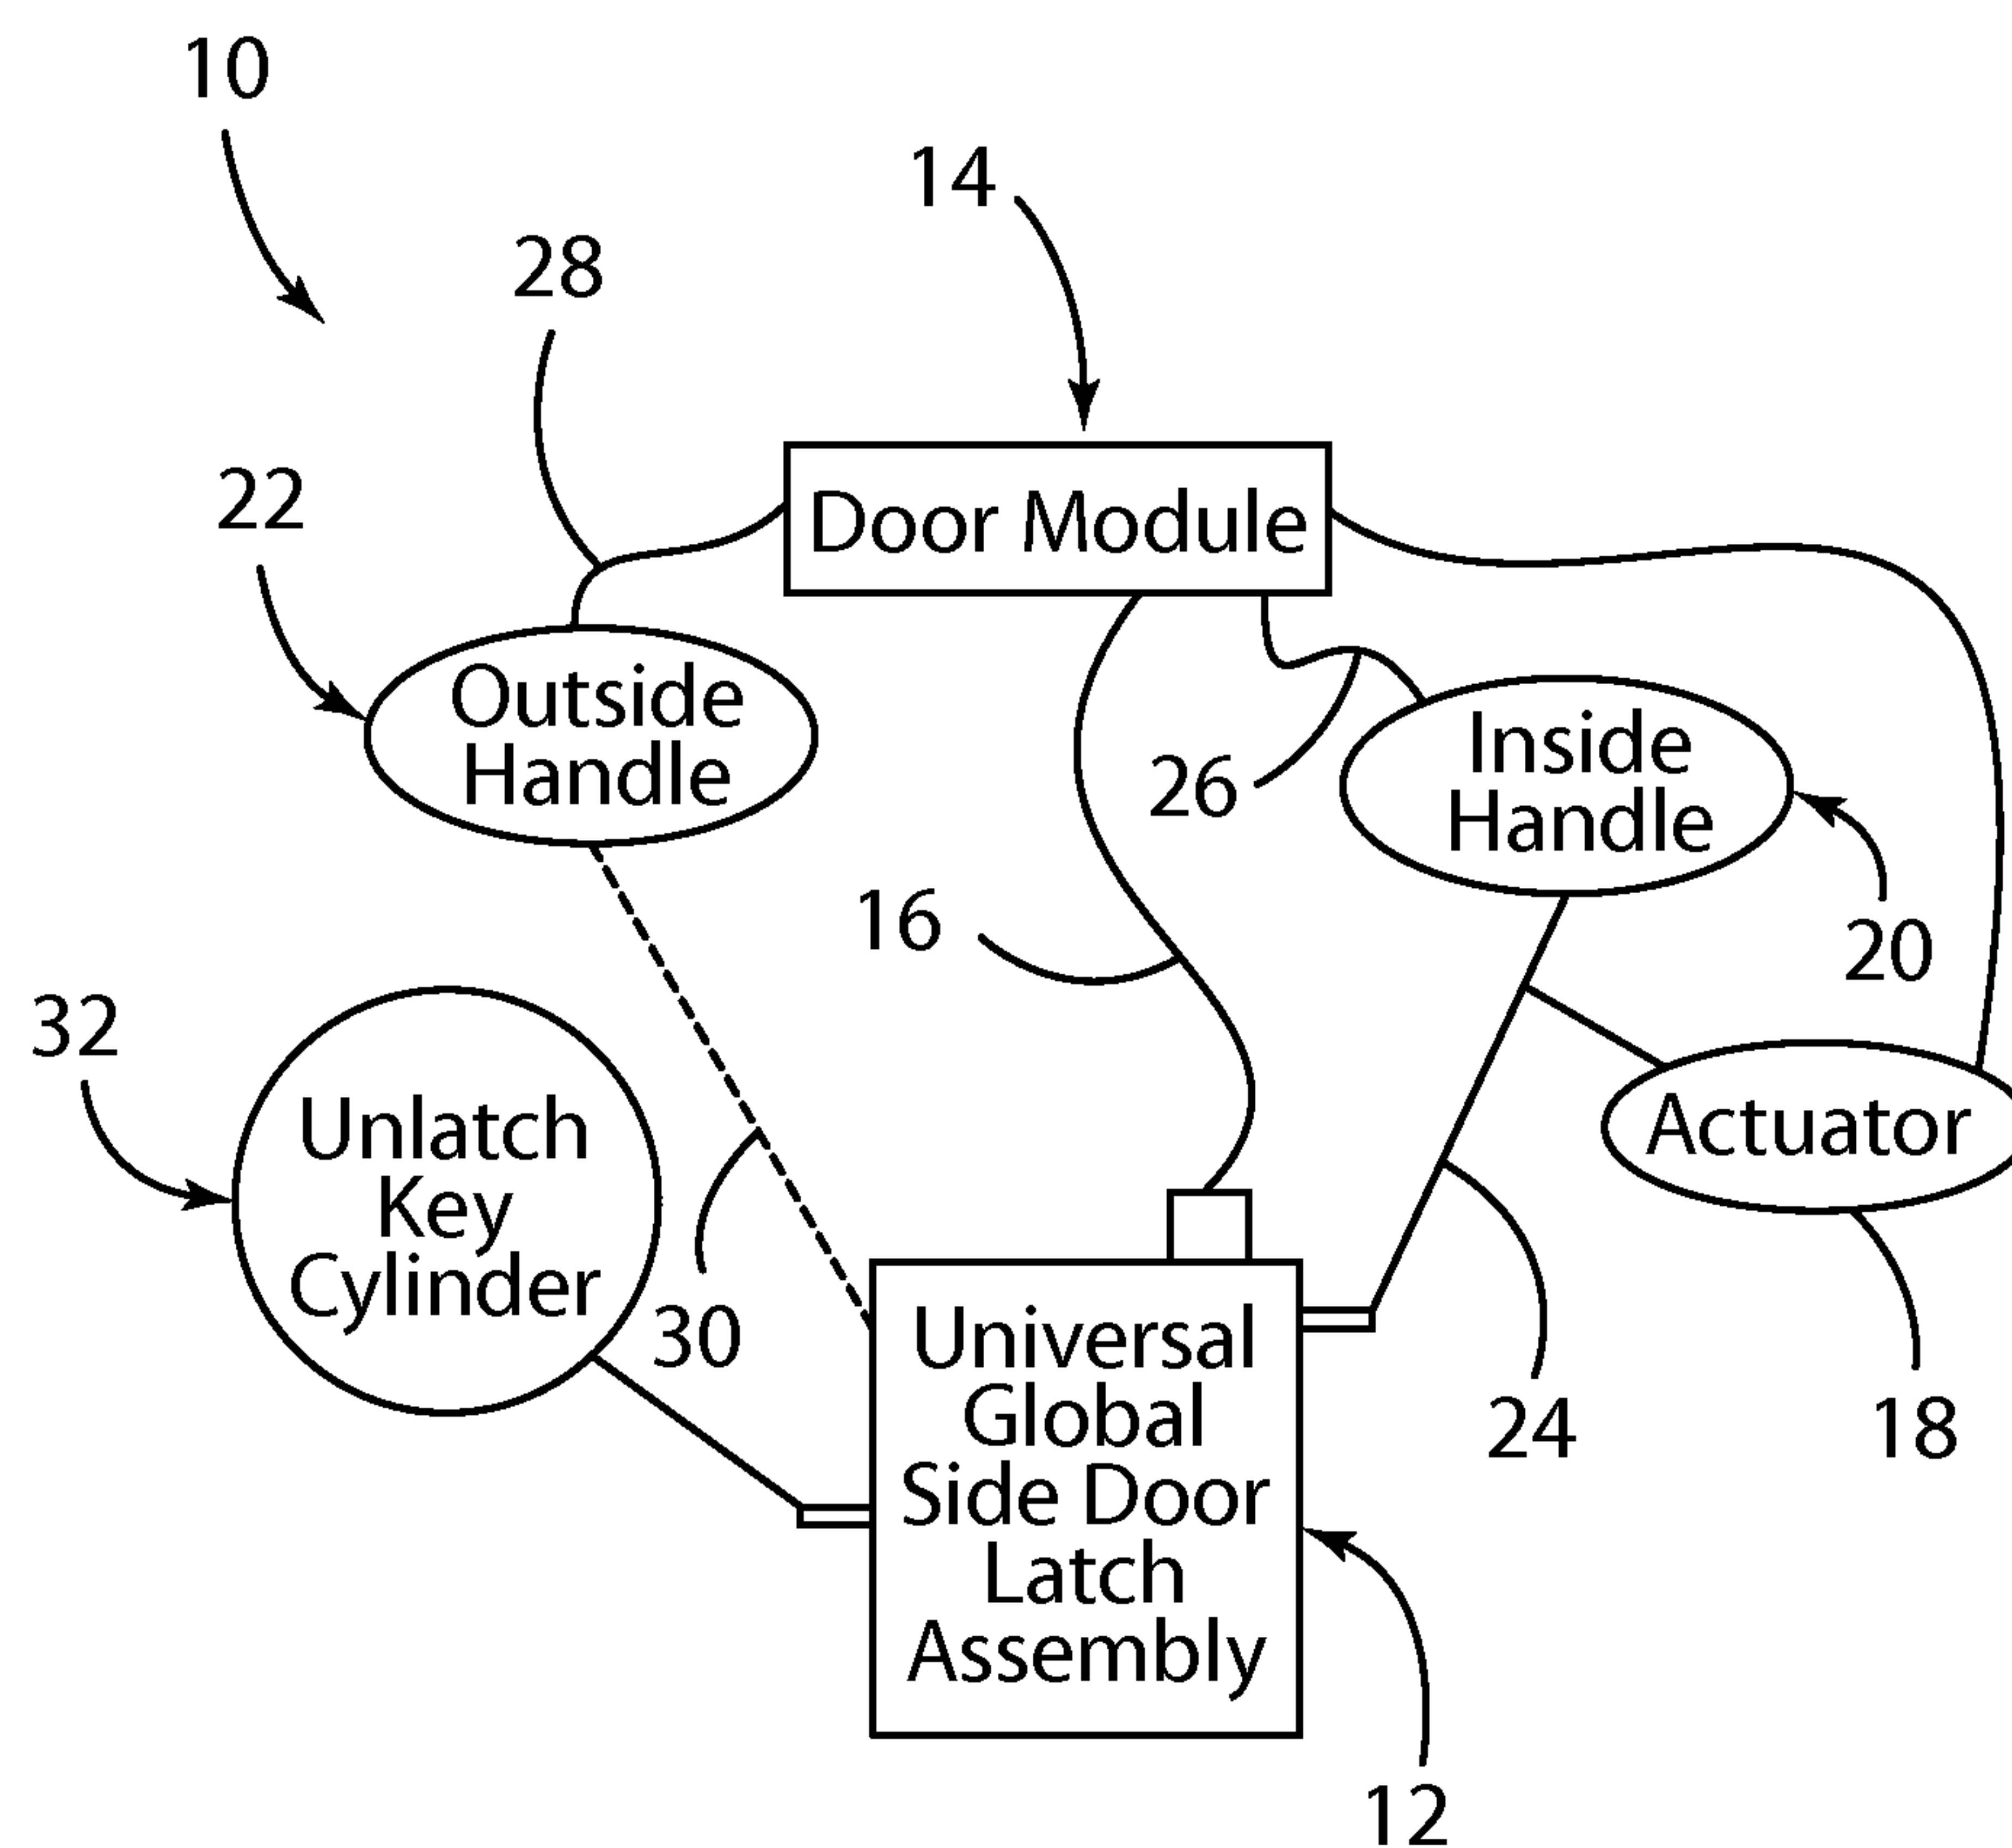 10
14
28
22
Door Module
Outside
Handle
26
Inside
Handle
16
20
32
Unlatch
Key
Cylinder
Actuator
30
Universal
Global
Side Door
Latch
Assembly
24
18
12